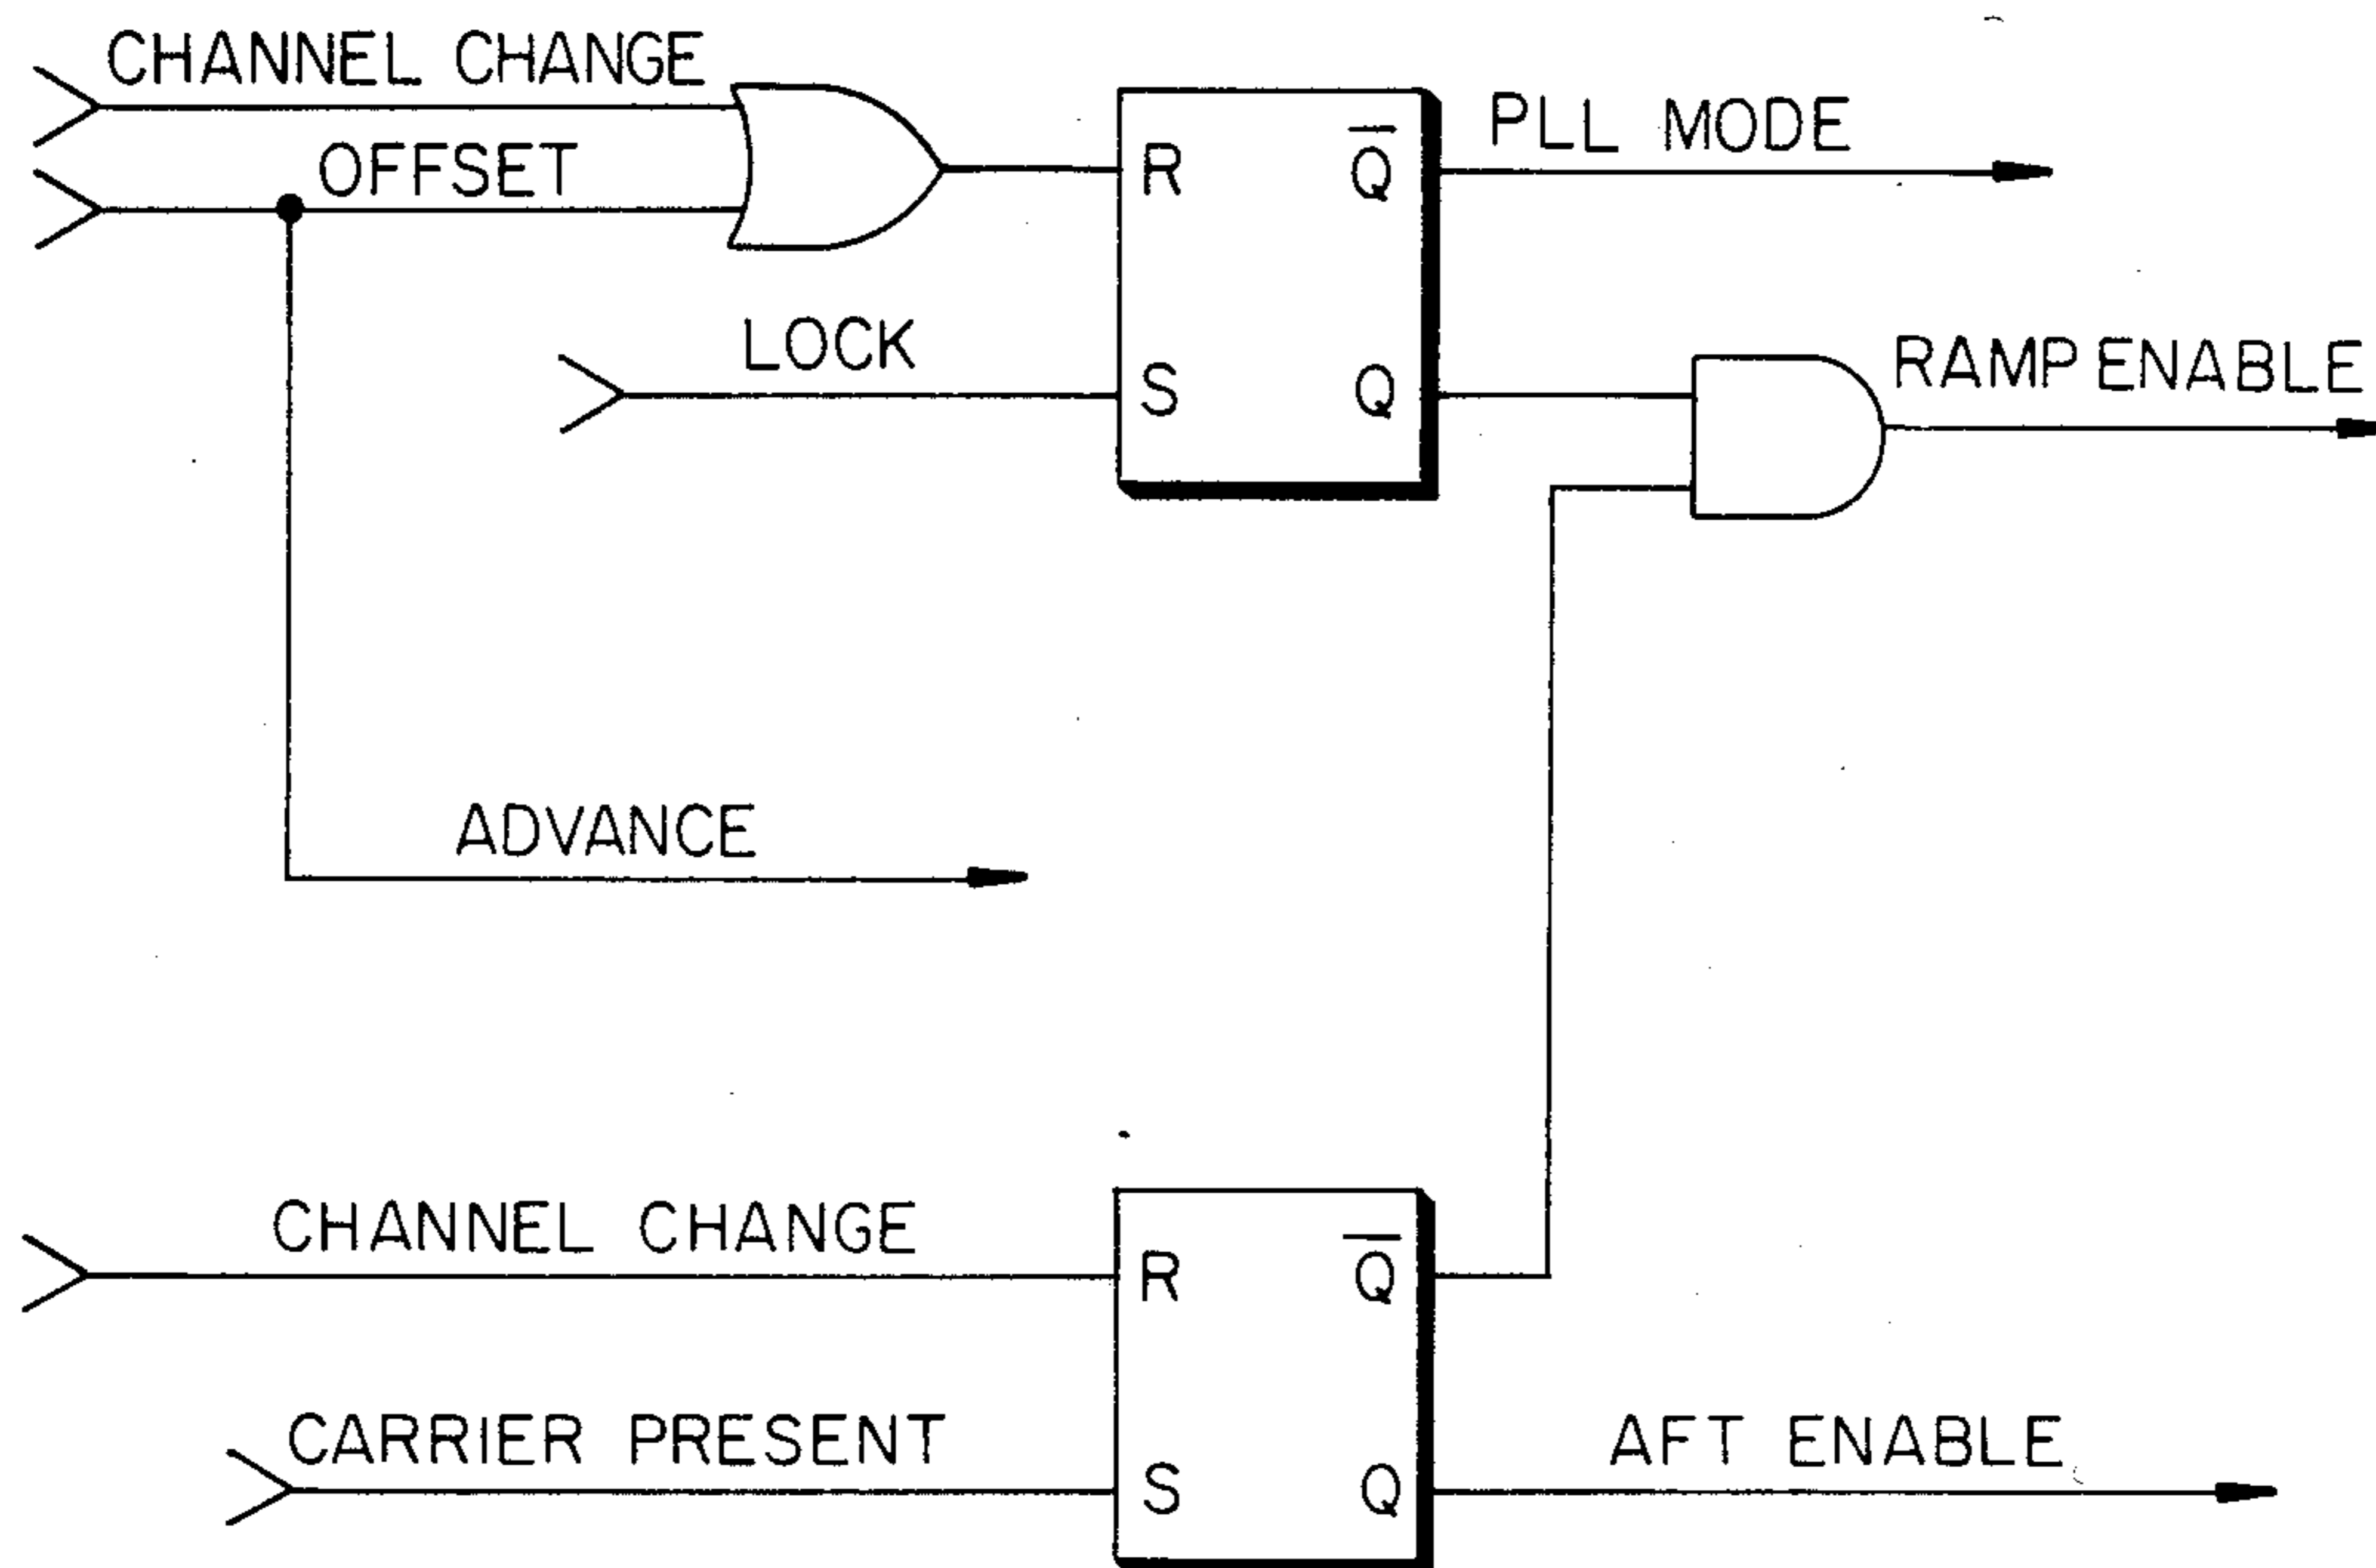 CHANNEL CHANGE
OFFSET
R
Q̅
PLL MODE
LOCK
S
Q
RAMP ENABLE
ADVANCE
CHANNEL CHANGE
R
Q̅
CARRIER PRESENT
S
Q
AFT ENABLE